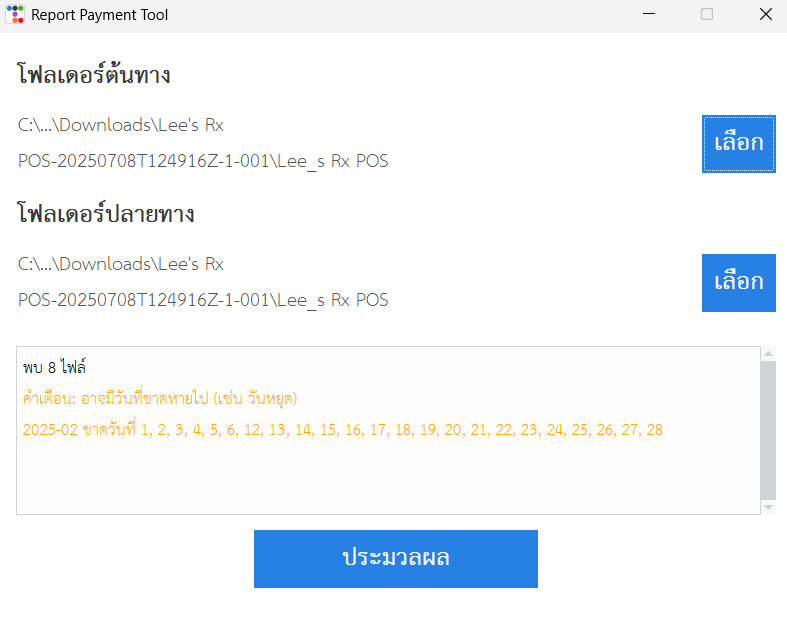 Report Payment Tool
โฟลเดอร์ต้นทาง
C:\...\Downloads\Lee's Rx
POS-20250708T124916Z-1-001\Lee_s Rx POS
เลือก
โฟลเดอร์ปลายทาง
C:\...\Downloads\Lee's Rx
POS-20250708T124916Z-1-001\Lee_s Rx POS
เลือก
พบ 8 ไฟล์
คำเตือน: อาจมีวันที่ขาดหายไป (เช่น วันหยุด)
2025-02 ขาดวันที่ 1, 2, 3, 4, 5, 6, 12, 13, 14, 15, 16, 17, 18, 19, 20, 21, 22, 23, 24, 25, 26, 27, 28
ประมวลผล